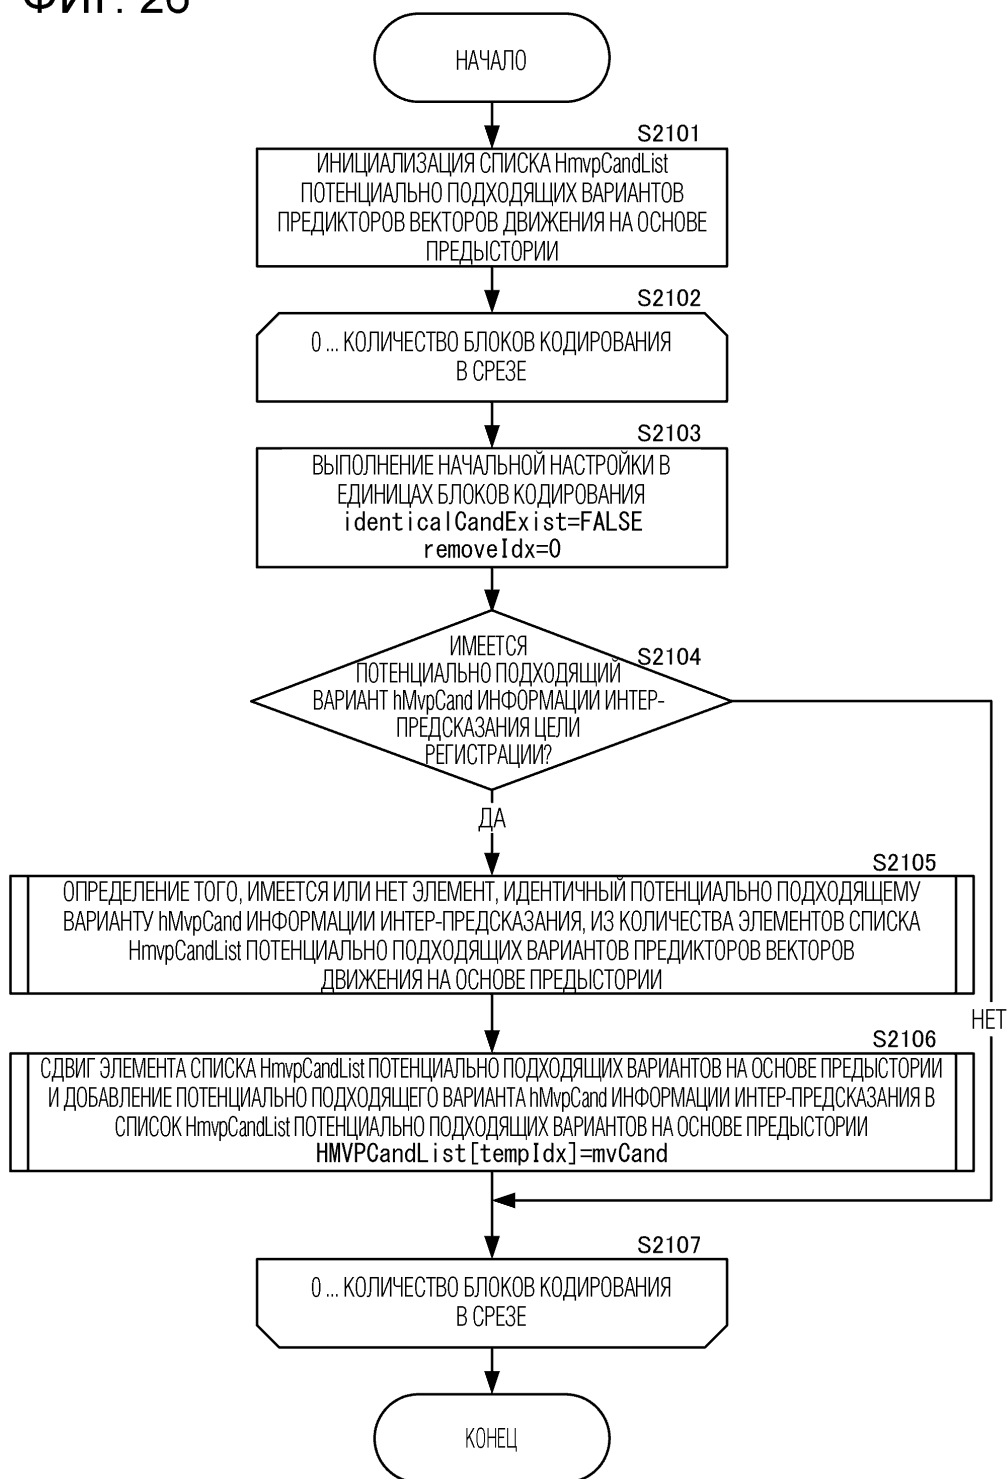 ФИГ. 26
НАЧАЛО
S2101
ИНИЦИАЛИЗАЦИЯ СПИСКА HmvpCandList
ПОТЕНЦИАЛЬНО ПОДХОДЯЩИХ ВАРИАНТОВ
ПРЕДИКТОРОВ ВЕКТОРОВ ДВИЖЕНИЯ НА ОСНОВЕ
ПРЕДЫСТОРИИ
S2102
0 ... КОЛИЧЕСТВО БЛОКОВ КОДИРОВАНИЯ
В СРЕЗЕ
S2103
ВЫПОЛНЕНИЕ НАЧАЛЬНОЙ НАСТРОЙКИ В
ЕДИНИЦАХ БЛОКОВ КОДИРОВАНИЯ
identicalCandExist=FALSE
removeIdx=0
S2104
ИМЕЕТСЯ
ПОТЕНЦИАЛЬНО ПОДХОДЯЩИЙ
ВАРИАНТ hMvpCand ИНФОРМАЦИИ ИНТЕР-
ПРЕДСКАЗАНИЯ ЦЕЛИ
РЕГИСТРАЦИИ?
ДА
S2105
ОПРЕДЕЛЕНИЕ ТОГО, ИМЕЕТСЯ ИЛИ НЕТ ЭЛЕМЕНТ, ИДЕНТИЧНЫЙ ПОТЕНЦИАЛЬНО ПОДХОДЯЩЕМУ
ВАРИАНТУ hMvpCand ИНФОРМАЦИИ ИНТЕР-ПРЕДСКАЗАНИЯ, ИЗ КОЛИЧЕСТВА ЭЛЕМЕНТОВ СПИСКА
HmvpCandList ПОТЕНЦИАЛЬНО ПОДХОДЯЩИХ ВАРИАНТОВ ПРЕДИКТОРОВ ВЕКТОРОВ
ДВИЖЕНИЯ НА ОСНОВЕ ПРЕДЫСТОРИИ
НЕТ
S2106
СДВИГ ЭЛЕМЕНТА СПИСКА HmvpCandList ПОТЕНЦИАЛЬНО ПОДХОДЯЩИХ ВАРИАНТОВ НА ОСНОВЕ ПРЕДЫСТОРИИ
И ДОБАВЛЕНИЕ ПОТЕНЦИАЛЬНО ПОДХОДЯЩЕГО ВАРИАНТА hMvpCand ИНФОРМАЦИИ ИНТЕР-ПРЕДСКАЗАНИЯ В
СПИСОК HmvpCandList ПОТЕНЦИАЛЬНО ПОДХОДЯЩИХ ВАРИАНТОВ НА ОСНОВЕ ПРЕДЫСТОРИИ
HMVPCandList[tempIdx]=mvCand
S2107
0 ... КОЛИЧЕСТВО БЛОКОВ КОДИРОВАНИЯ
В СРЕЗЕ
КОНЕЦ